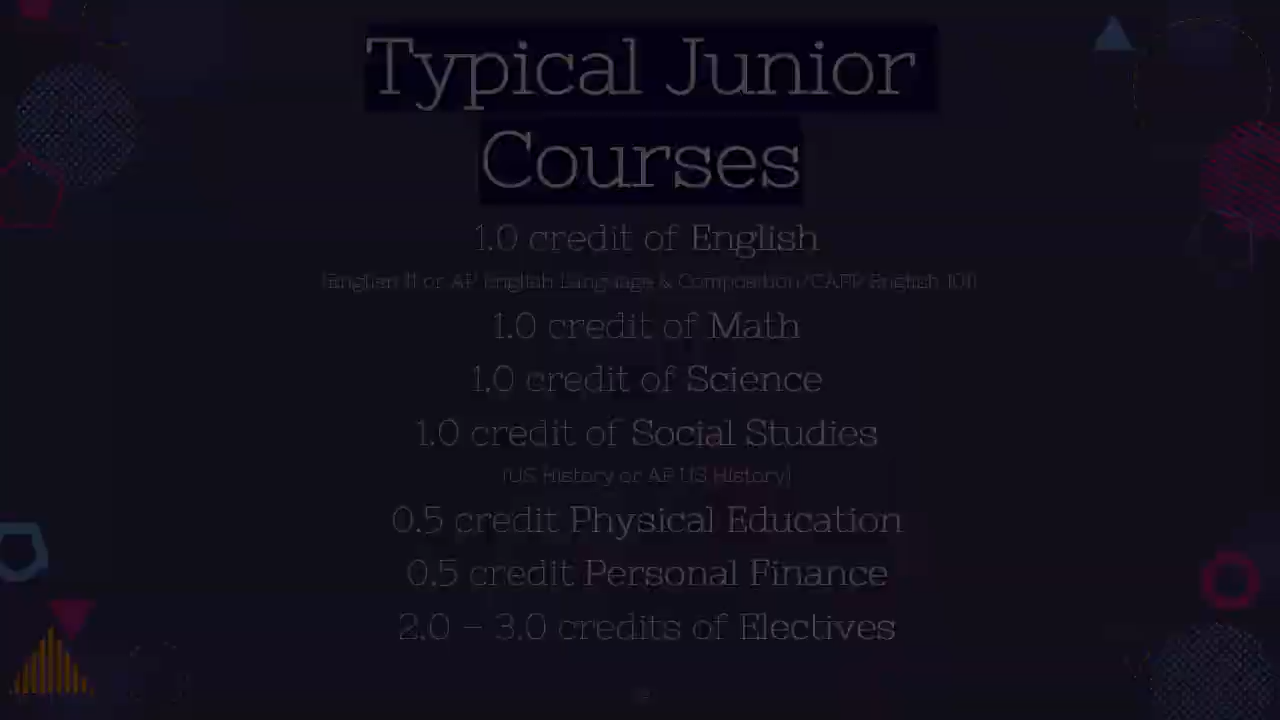 Typical Junior
Courses
1.0 credit of English
(English 11 or AP English Language & Composition/CAPP English 101)
1.0 credit of Math
1.0 credit of Science
1.0 credit of Social Studies
(US History or AP US History)
0.5 credit Physical Education
0.5 credit Personal Finance
2.0 – 3.0 credits of Electives